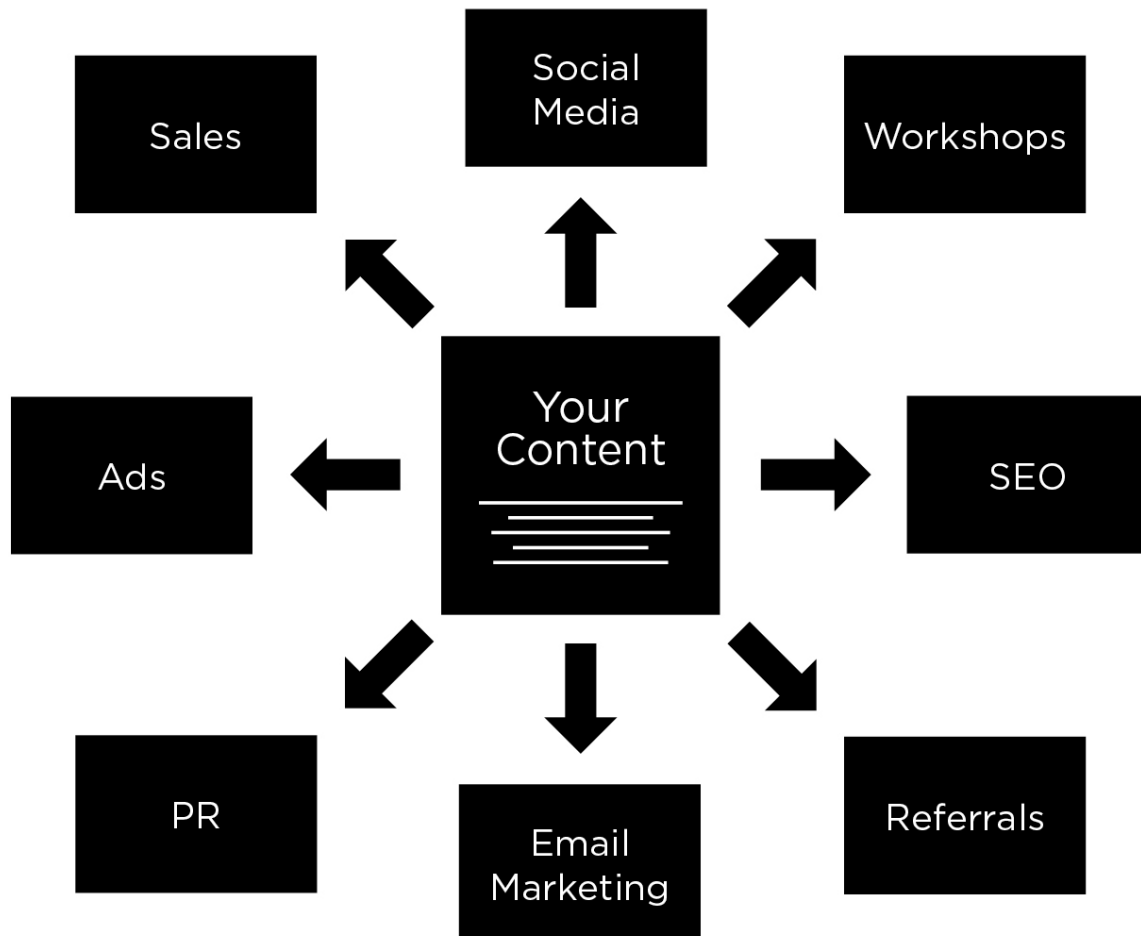 Social
Media
Sales
Workshops
Your
Content
Ads
SEO
PR
Referrals
Email
Marketing